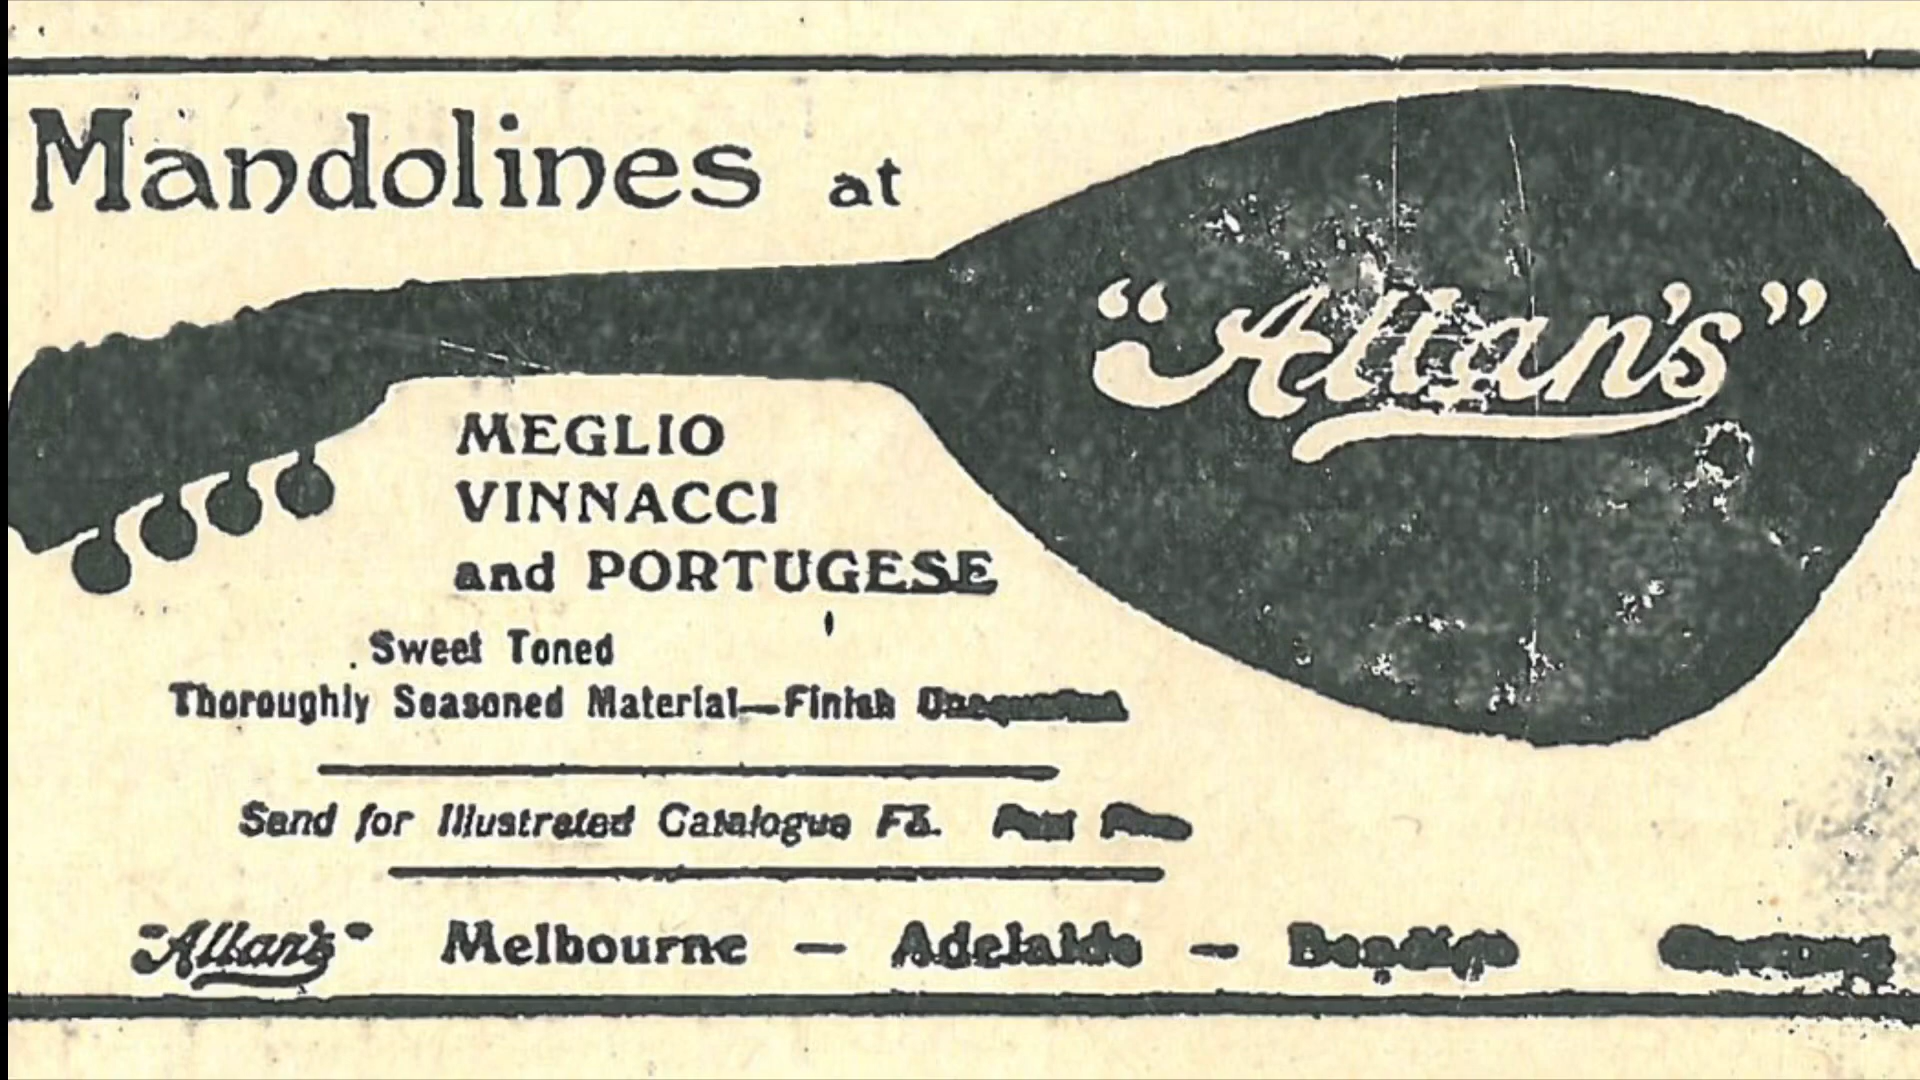 Mandolines at
"Allan's"
MEGLIO
VINNACCI
and PORTUGESE
Sweet Toned
Thoroughly Seasoned Material—Finish
Send for Illustrated Catalogue
"Allan's" Melbourne — Adelaide — Bendigo